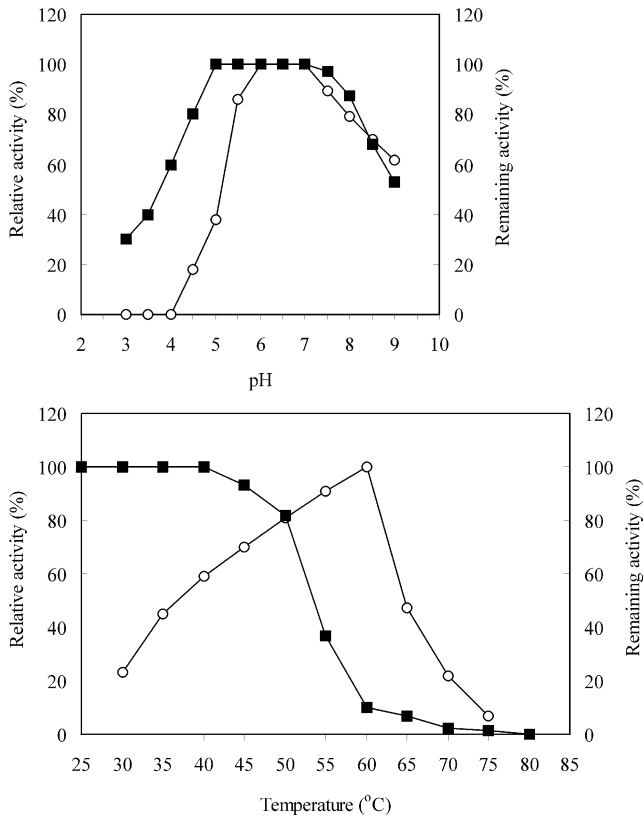 120 120
100 100
80 80
60 60
40 40
20 20
0 0
Relative activity (%)
Remaining activity (%)
2 3 4 5 6 7 8 9 10
pH
120 120
100 100
80 80
60 60
40 40
20 20
0 0
Relative activity (%)
Remaining activity (%)
25 30 35 40 45 50 55 60 65 70 75 80 85
Temperature (°C)